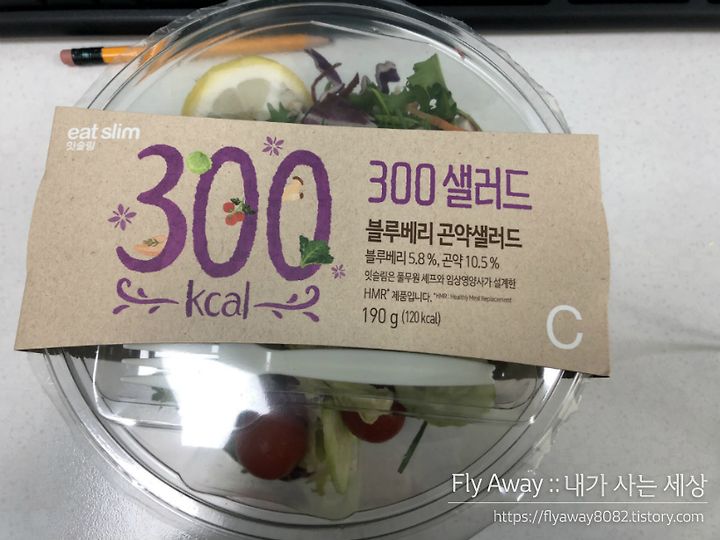 eat slim
잇슬림
300
kcal
300 샐러드
블루베리 곤약샐러드
블루베리 5.8%, 곤약 10.5%
잇슬림은 풀무원 셰프와 임상영양사가 설계한
HMR* 제품입니다. *HMR : Healthy Meal Replacement
190 g (120 kcal)
C
Fly Away :: 내가 사는 세상
https://flyaway8082.tistory.com